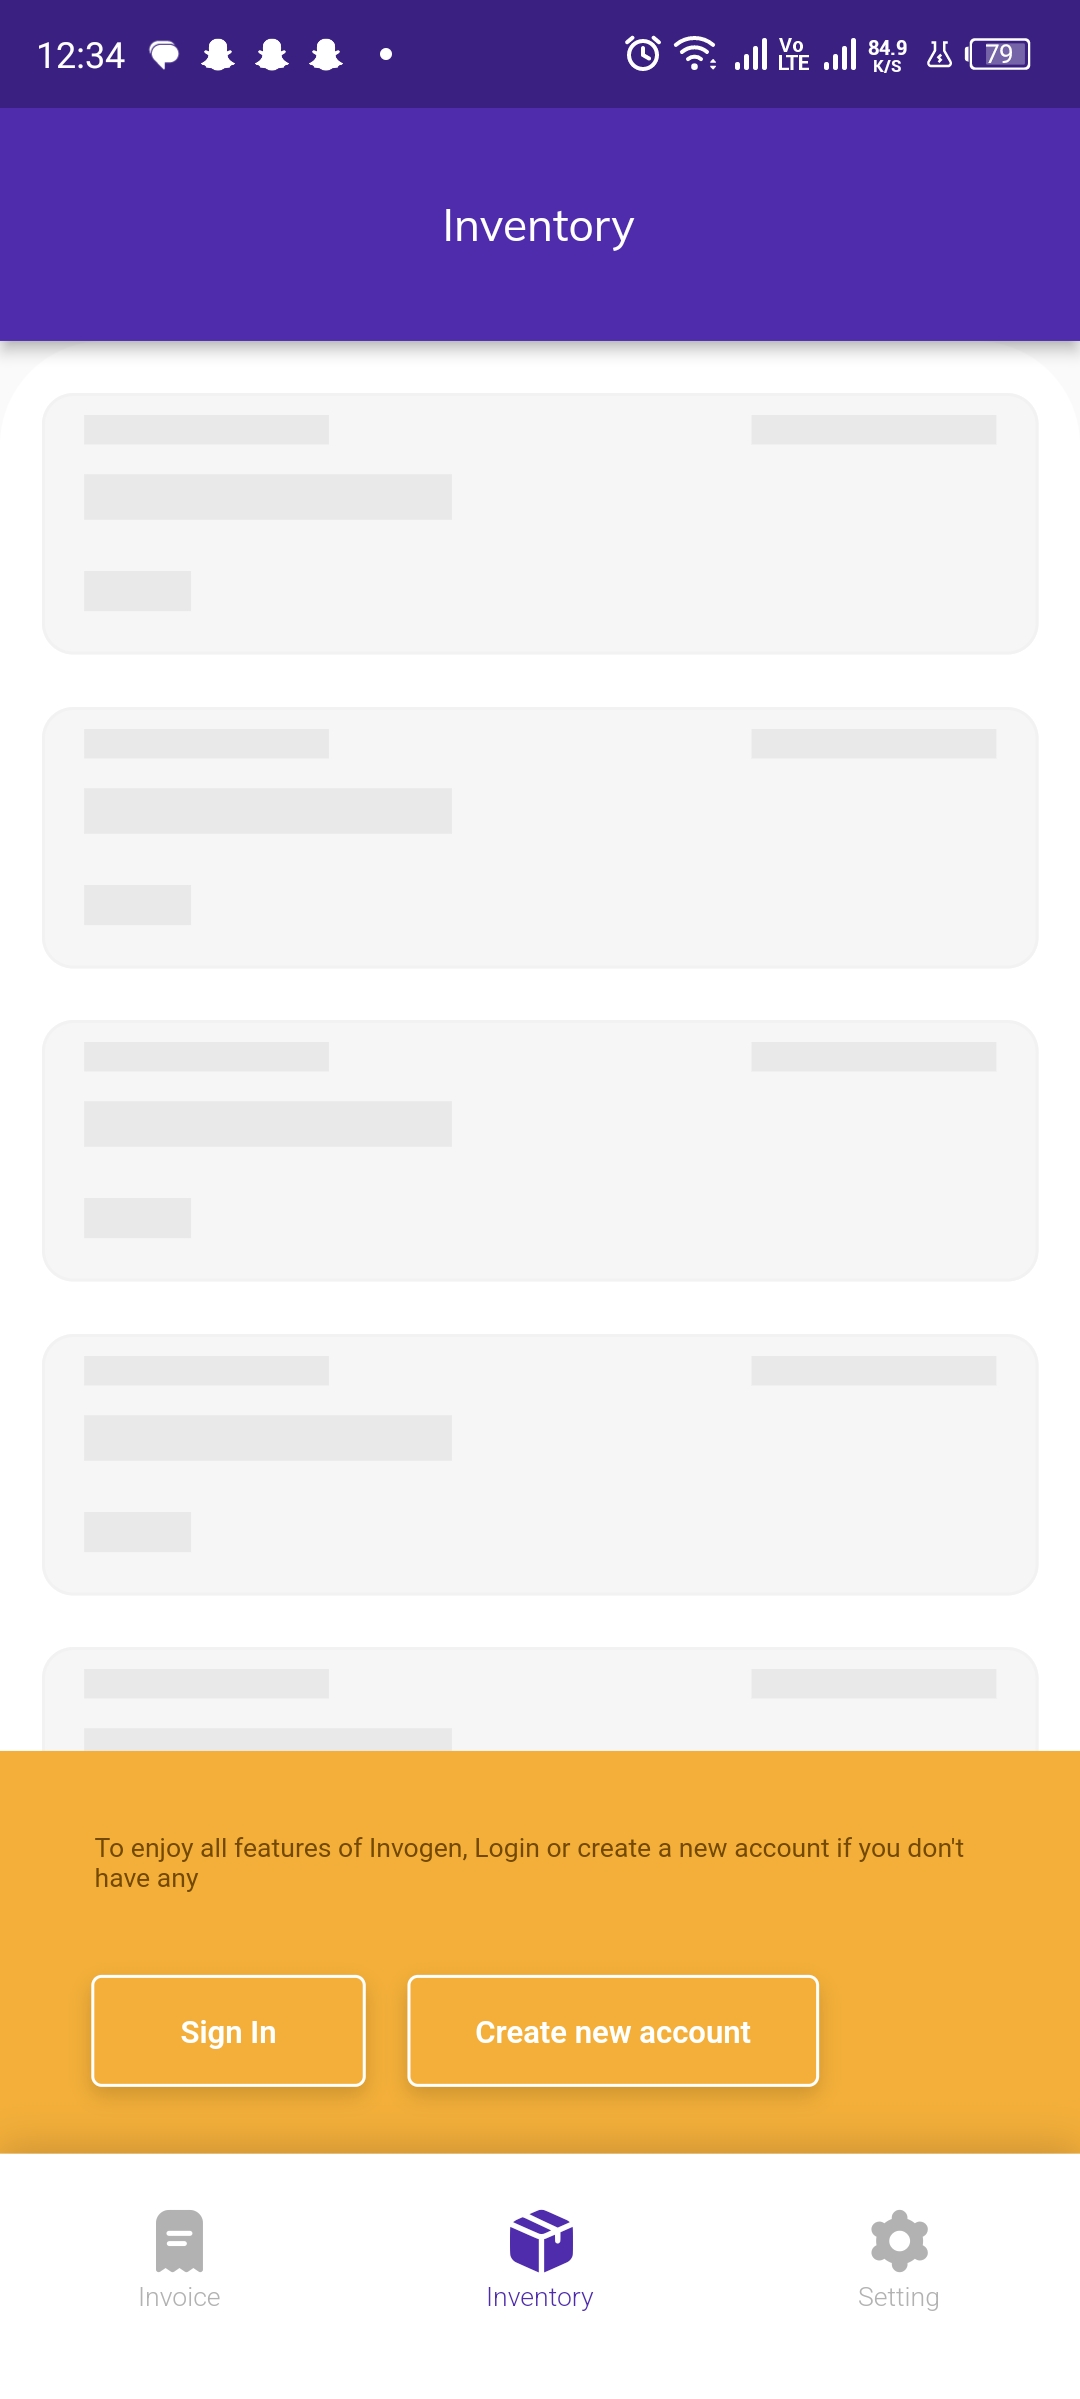 12:34
Vo
LTE
84.9
K/S
79
Inventory
To enjoy all features of Invogen, Login or create a new account if you don't
have any
Sign In
Create new account
Invoice
Inventory
Setting